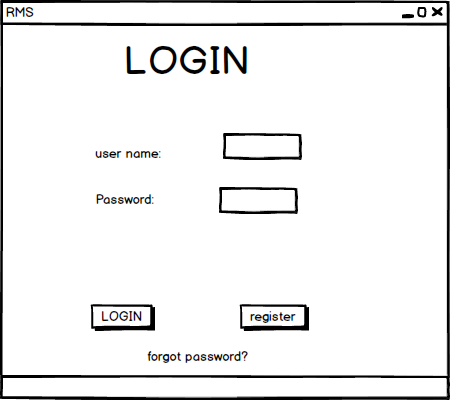 RMS
LOGIN
user name:
Password:
LOGIN register
forgot password?